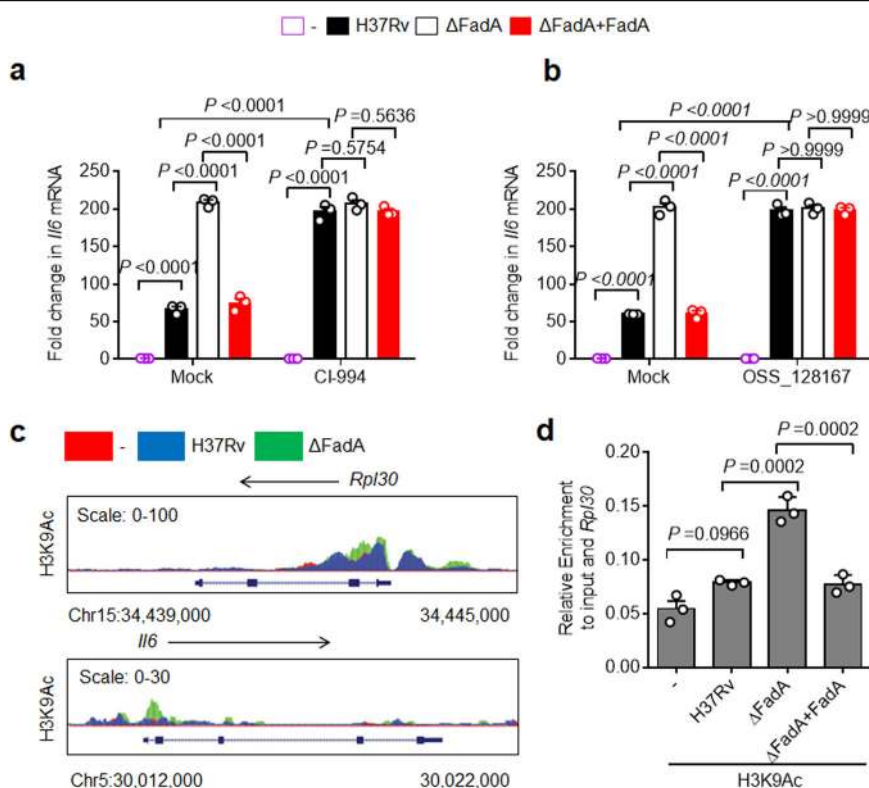 - H37Rv ΔFadA ΔFadA+FadA
a
P <0.0001
P =0.5636
P <0.0001
P =0.5754
P <0.0001
P <0.0001
P <0.0001
Fold change in Il6 mRNA
250
200
150
100
50
0
Mock
CI-994
b
P <0.0001
P >0.9999
P <0.0001
P >0.9999
P <0.0001
P <0.0001
P <0.0001
Fold change in Il6 mRNA
250
200
150
100
50
0
Mock
OSS_128167
c
- H37Rv ΔFadA
Rpl30
Scale: 0-100
H3K9Ac
Chr15:34,439,000
34,445,000
Il6
Scale: 0-30
H3K9Ac
Chr5:30,012,000
30,022,000
d
P =0.0002
P =0.0002
P =0.0966
Relative Enrichment
to input and Rpl30
0.20
0.15
0.10
0.05
0.00
-
H37Rv
ΔFadA
ΔFadA+FadA
H3K9Ac